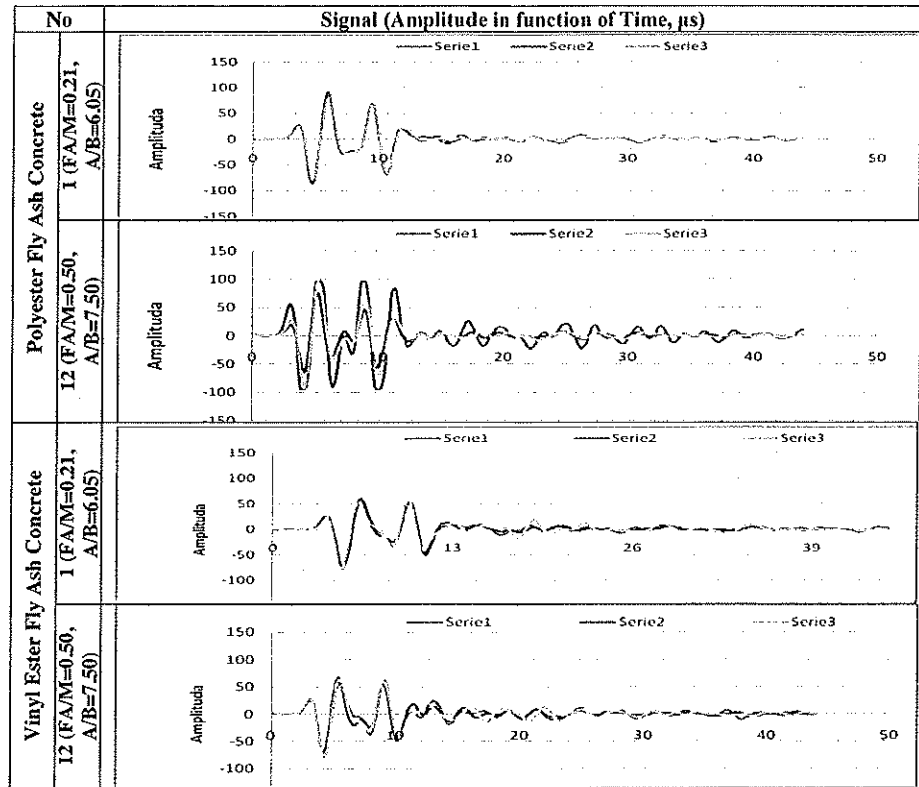 No
Signal (Amplitude in function of Time, µs)
Polyester Fly Ash Concrete
1 (FA/M=0.21,
A/B=6.05)
Serie1 Serie2 Serie3
Amplituda
150
100
50
0
-50
-100
-150
0 10 20 30 40 50
12 (FA/M=0.50,
A/B=7.50)
Serie1 Serie2 Serie3
Amplituda
150
100
50
0
-50
-100
-150
0 10 20 30 40 50
Vinyl Ester Fly Ash Concrete
1 (FA/M=0.21,
A/B=6.05)
Serie1 Serie2 Serie3
Amplituda
150
100
50
0
-50
-100
0 13 26 39
12 (FA/M=0.50,
A/B=7.50)
Serie1 Serie2 Serie3
Amplituda
150
100
50
0
-50
-100
0 10 20 30 40 50